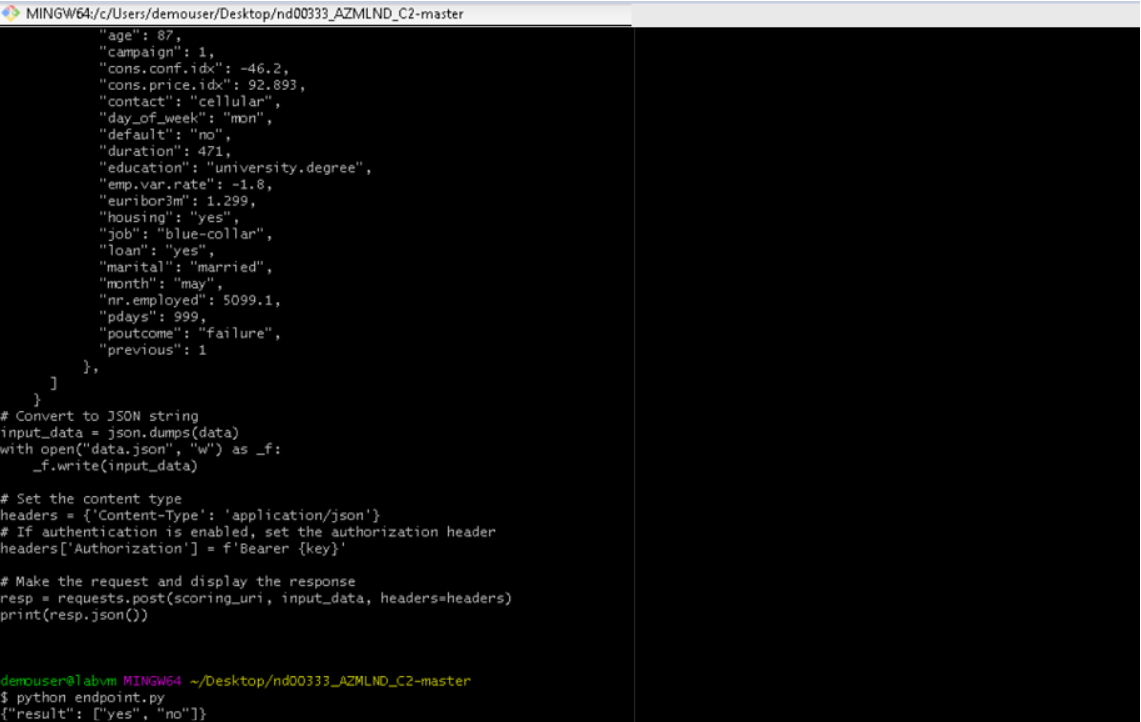 MINGW64:/c/Users/demouser/Desktop/nd00333_AZMLND_C2-master
"age": 87,
"campaign": 1,
"cons.conf.idx": -46.2,
"cons.price.idx": 92.893,
"contact": "cellular",
"day_of_week": "mon",
"default": "no",
"duration": 471,
"education": "university.degree",
"emp.var.rate": -1.8,
"euribor3m": 1.299,
"housing": "yes",
"job": "blue-collar",
"loan": "yes",
"marital": "married",
"month": "may",
"nr.employed": 5099.1,
"pdays": 999,
"poutcome": "failure",
"previous": 1
},
]
}
# Convert to JSON string
input_data = json.dumps(data)
with open("data.json", "w") as _f:
    _f.write(input_data)
# Set the content type
headers = {'Content-Type': 'application/json'}
# If authentication is enabled, set the authorization header
headers['Authorization'] = f'Bearer {key}'
# Make the request and display the response
resp = requests.post(scoring_uri, input_data, headers=headers)
print(resp.json())
demouser@labvm MINGW64 ~/Desktop/nd00333_AZMLND_C2-master
$ python endpoint.py
{"result": ["yes", "no"]}